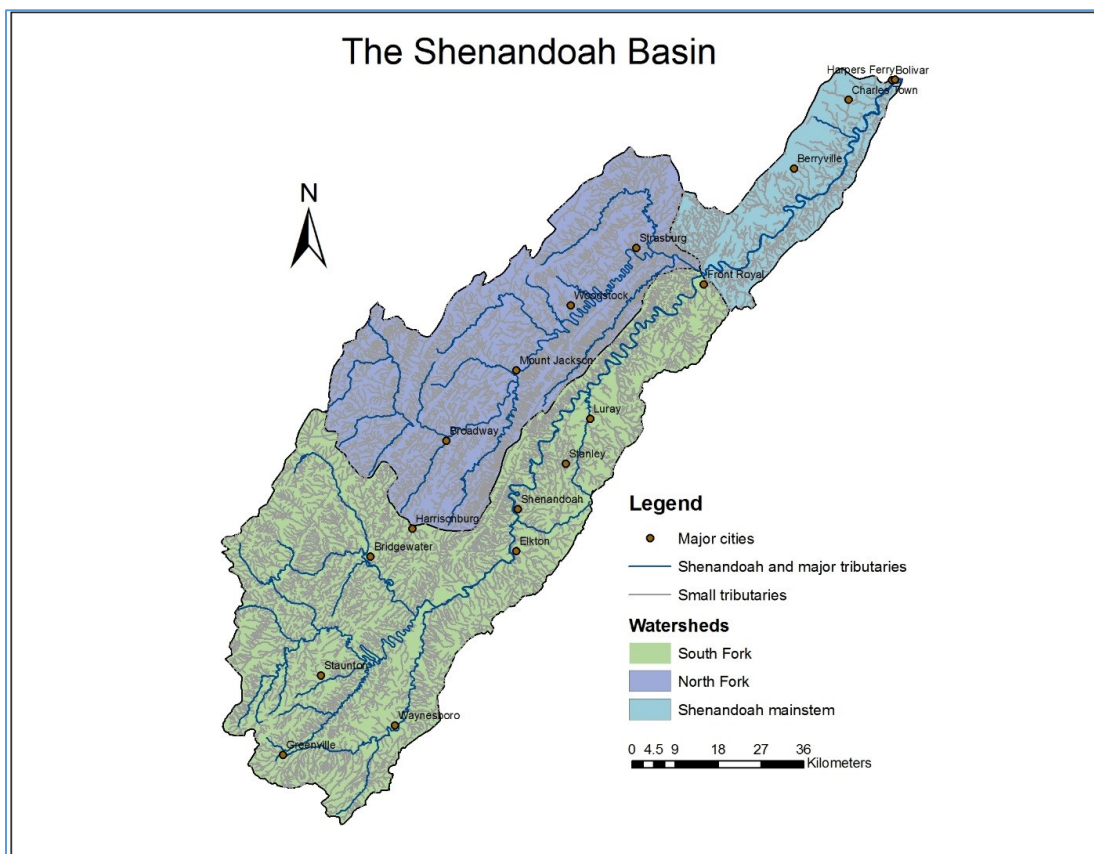 The Shenandoah Basin
Harpers Ferry
Bolivar
Charles Town
Berryville
N
Strasburg
Front Royal
Woodstock
Mount Jackson
Luray
Broadway
Stanley
Shenandoah
Harrisonburg
Elkton
Bridgewater
Staunton
Waynesboro
Greenville
Legend
Major cities
Shenandoah and major tributaries
Small tributaries
Watersheds
South Fork
North Fork
Shenandoah mainstem
0 4.5 9 18 27 36
Kilometers